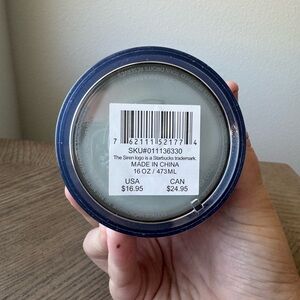 7 62111 52177 4
SKU#011136330
The Siren logo is a Starbucks trademark.
MADE IN CHINA
16 OZ / 473ML
USA CAN
$16.95 $24.95